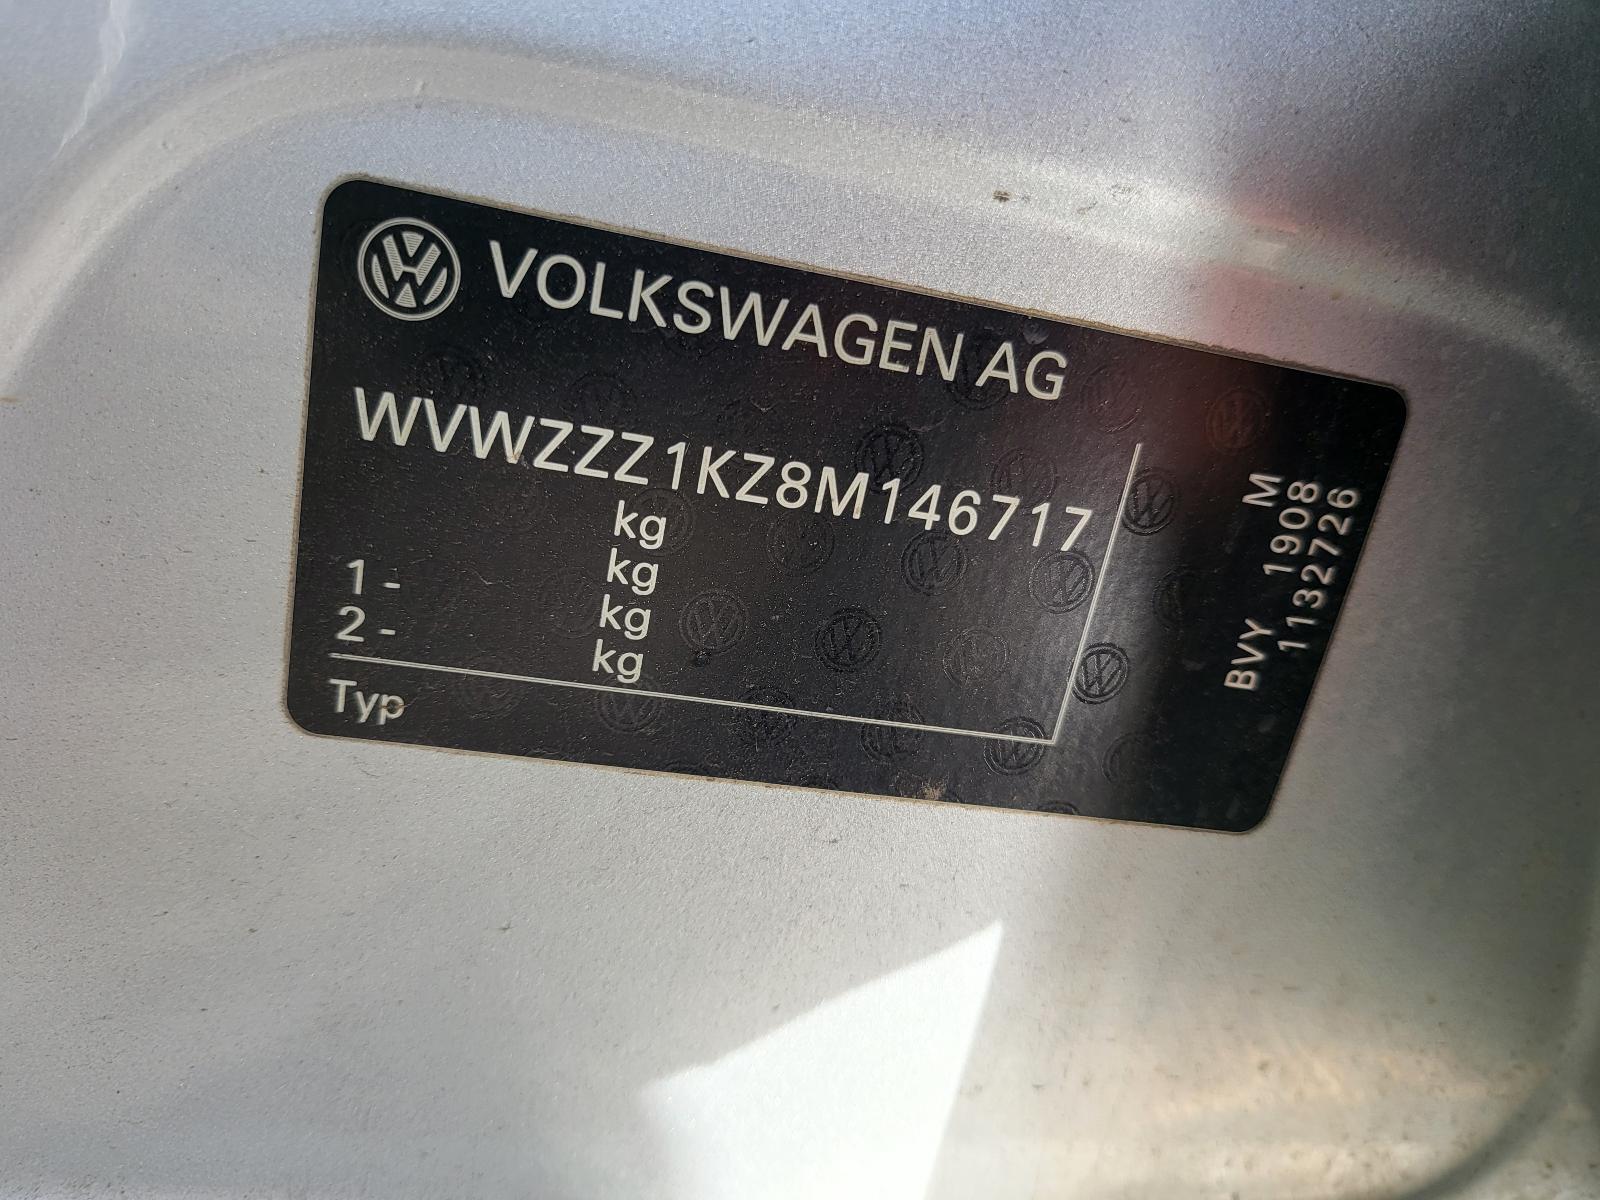 VOLKSWAGEN AG
WVWZZZ1KZ8M146717
kg
1 - kg
2 - kg
kg
Typ
M
BVY 1908
1132726